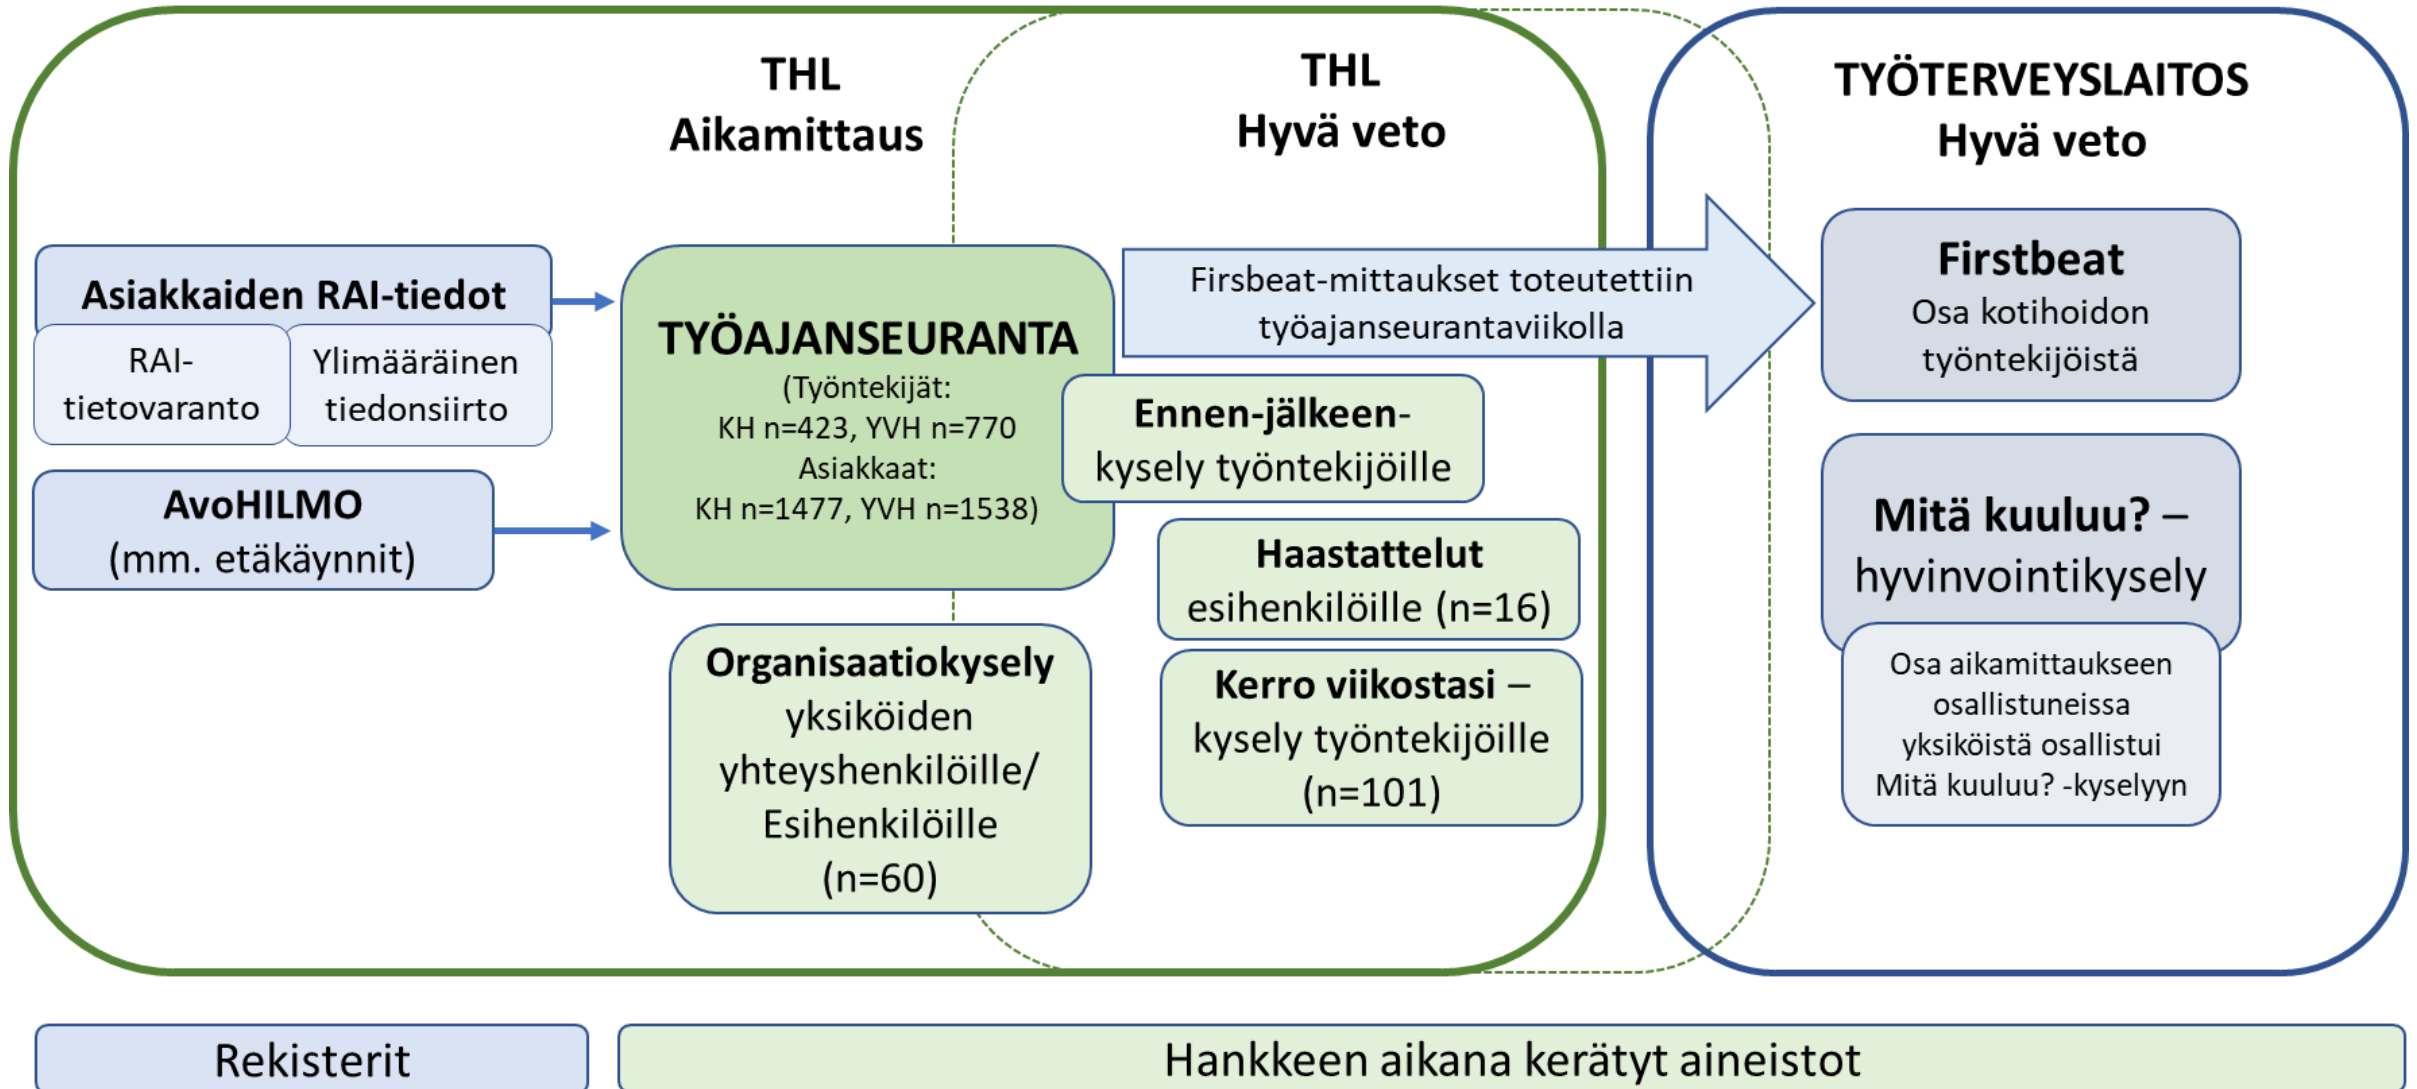 THL
Aikamittaus
THL
Hyvä veto
TYÖTERVEYSLAITOS
Hyvä veto
Asiakkaiden RAI-tiedot
RAI-
tietovaranto
Ylimääräinen
tiedonsiirto
AvoHILMO
(mm. etäkäynnit)
TYÖAJANSEURANTA
(Työntekijät:
KH n=423, YVH n=770
Asiakkaat:
KH n=1477, YVH n=1538)
Organisaatiokysely
yksiköiden
yhteyshenkilöille/
Esihenkilöille
(n=60)
Firsbeat-mittaukset toteutettiin
työajanseurantaviikolla
Ennen-jälkeen-
kysely työntekijöille
Haastattelut
esihenkilöille (n=16)
Kerro viikostasi –
kysely työntekijöille
(n=101)
Firstbeat
Osa kotihoidon
työntekijöistä
Mitä kuuluu? –
hyvinvointikysely
Osa aikamittaukseen
osallistuneissa
yksiköistä osallistui
Mitä kuuluu? -kyselyyn
Rekisterit
Hankkeen aikana kerätyt aineistot